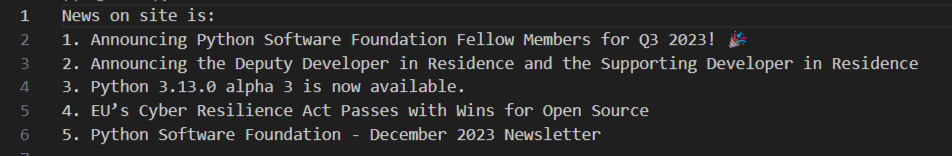 1 News on site is:
2 1. Announcing Python Software Foundation Fellow Members for Q3 2023! 🎉
3 2. Announcing the Deputy Developer in Residence and the Supporting Developer in Residence
4 3. Python 3.13.0 alpha 3 is now available.
5 4. EU’s Cyber Resilience Act Passes with Wins for Open Source
6 5. Python Software Foundation - December 2023 Newsletter